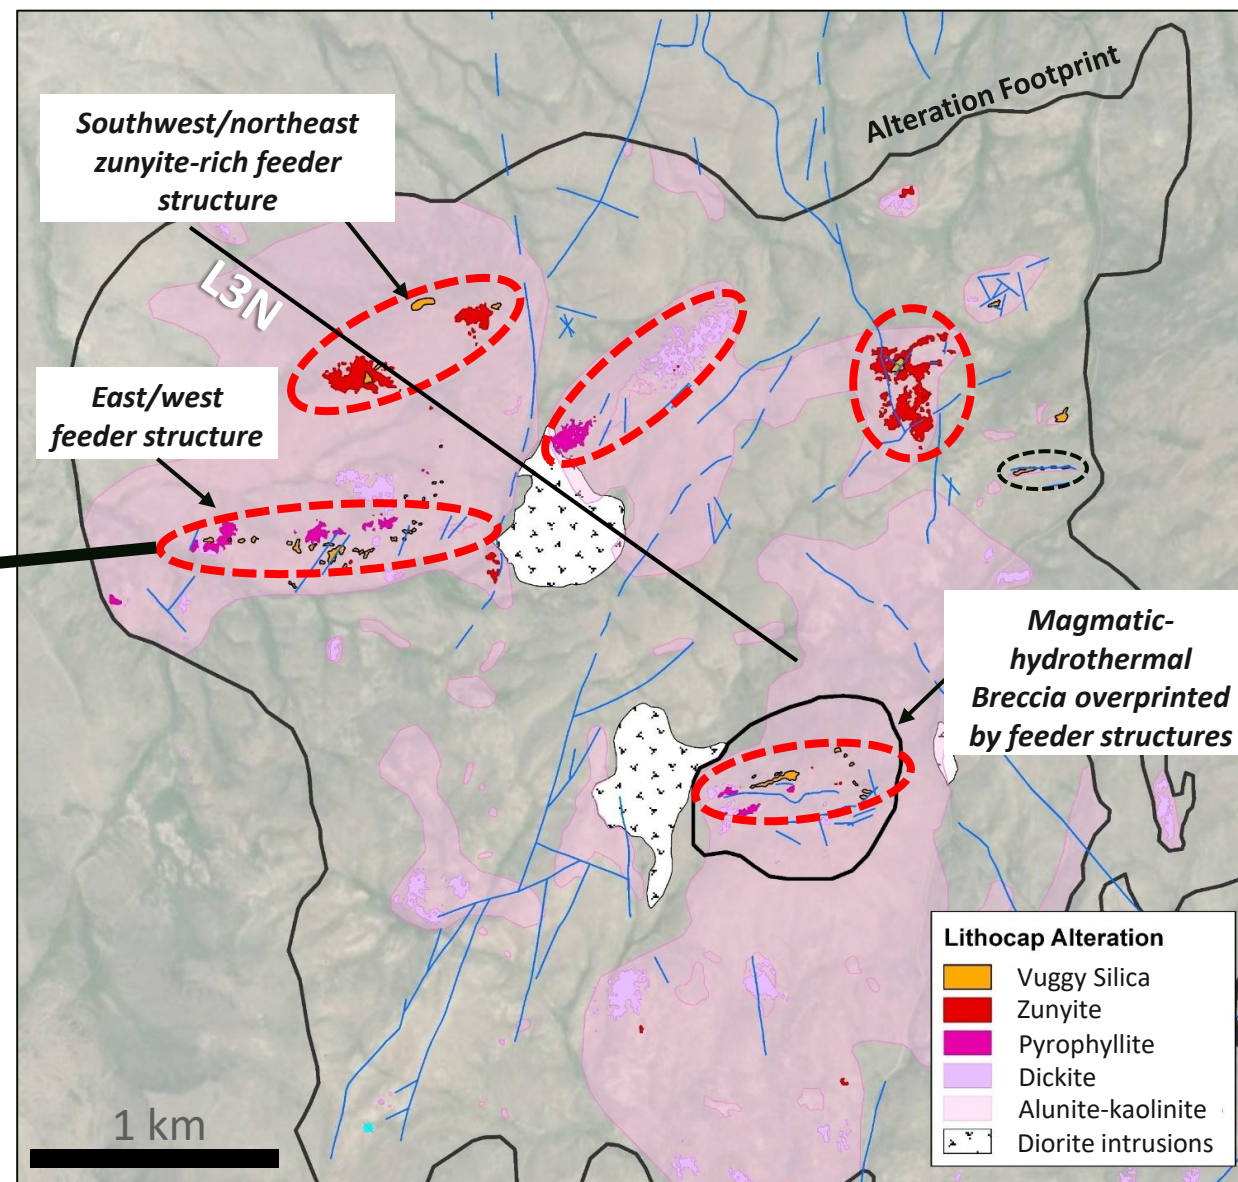 Alteration Footprint
Southwest/northeast
zunyite-rich feeder
structure
L3N
East/west
feeder structure
Magmatic-
hydrothermal
Breccia overprinted
by feeder structures
Lithocap Alteration
Vuggy Silica
Zunyite
Pyrophyllite
Dickite
Alunite-kaolinite
Diorite intrusions
1 km